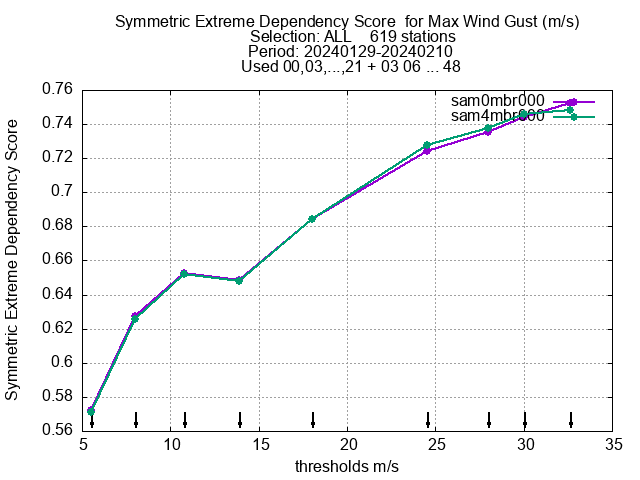 Symmetric Extreme Dependency Score  for Max Wind Gust (m/s)
Selection: ALL    619 stations
Period: 20240129-20240210
Used 00,03,...,21 + 03 06 ... 48
sam0mbr000
sam4mbr000
Symmetric Extreme Dependency Score
0.76
0.74
0.72
0.7
0.68
0.66
0.64
0.62
0.6
0.58
0.56
5 10 15 20 25 30 35
thresholds m/s